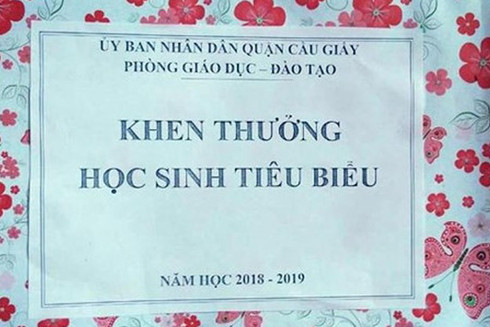 ỦY BAN NHÂN DÂN QUẬN CẦU GIẤY
PHÒNG GIÁO DỤC – ĐÀO TẠO
KHEN THƯỞNG
HỌC SINH TIÊU BIỂU
NĂM HỌC 2018 - 2019